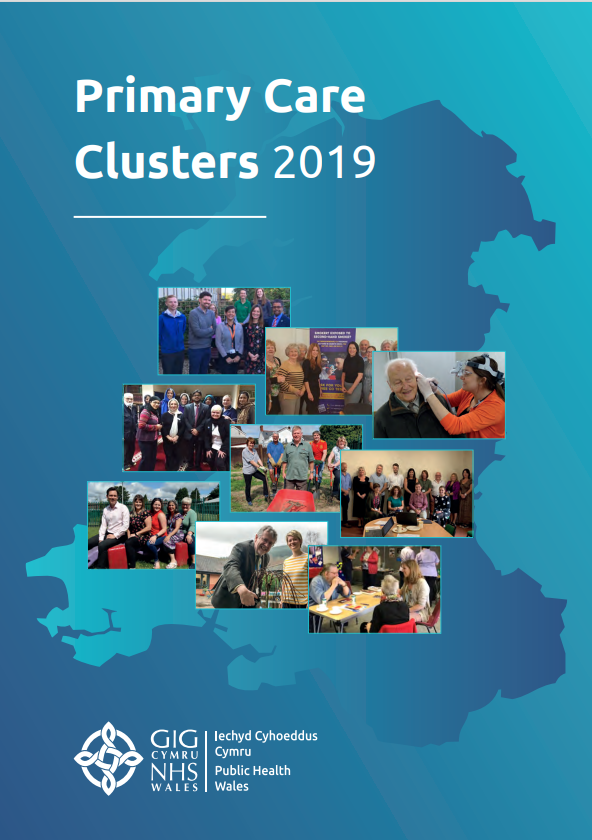 Primary Care
Clusters 2019
GIG
CYMRU
NHS
WALES
Iechyd Cyhoeddus
Cymru
Public Health
Wales